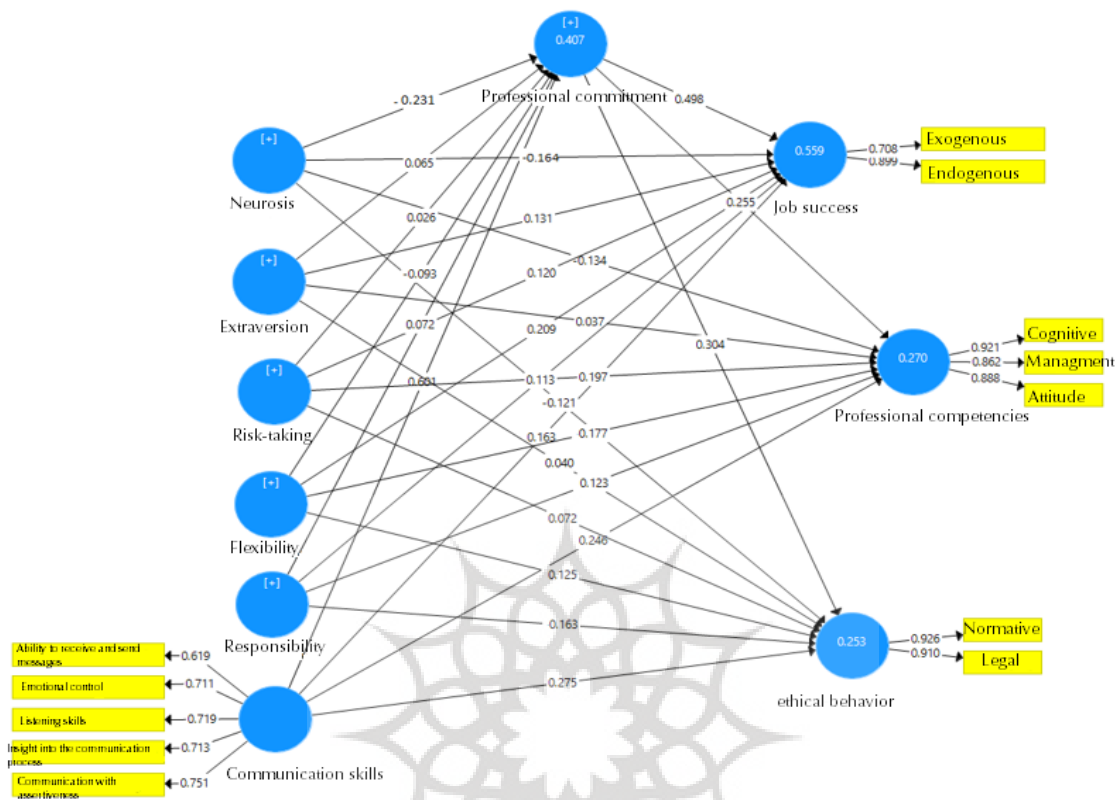 [+]
0.407
Professional commitment
0.498
-0.231
[+]
Neurosis
0.559
0.708
Exogenous
0.899
Endogenous
Job success
0.065
-0.164
0.255
0.026
0.131
[+]
Extraversion
-0.093
0.120
-0.134
0.072
0.209
0.037
0.304
0.270
0.921
Cognitive
0.862
Managment
0.888
Attitude
Professional competencies
[+]
Risk-taking
0.601
0.113
0.197
-0.121
0.163
0.177
0.040
0.123
[+]
Flexibility
0.072
0.246
0.125
[+]
Responsibility
0.163
0.253
0.926
Normative
0.910
Legal
ethical behavior
0.275
Ability to receive and send
messages
0.619
Emotional control
0.711
Listening skills
0.719
Insight into the communication
process
0.713
Communication with
assertiveness
0.751
Communication skills